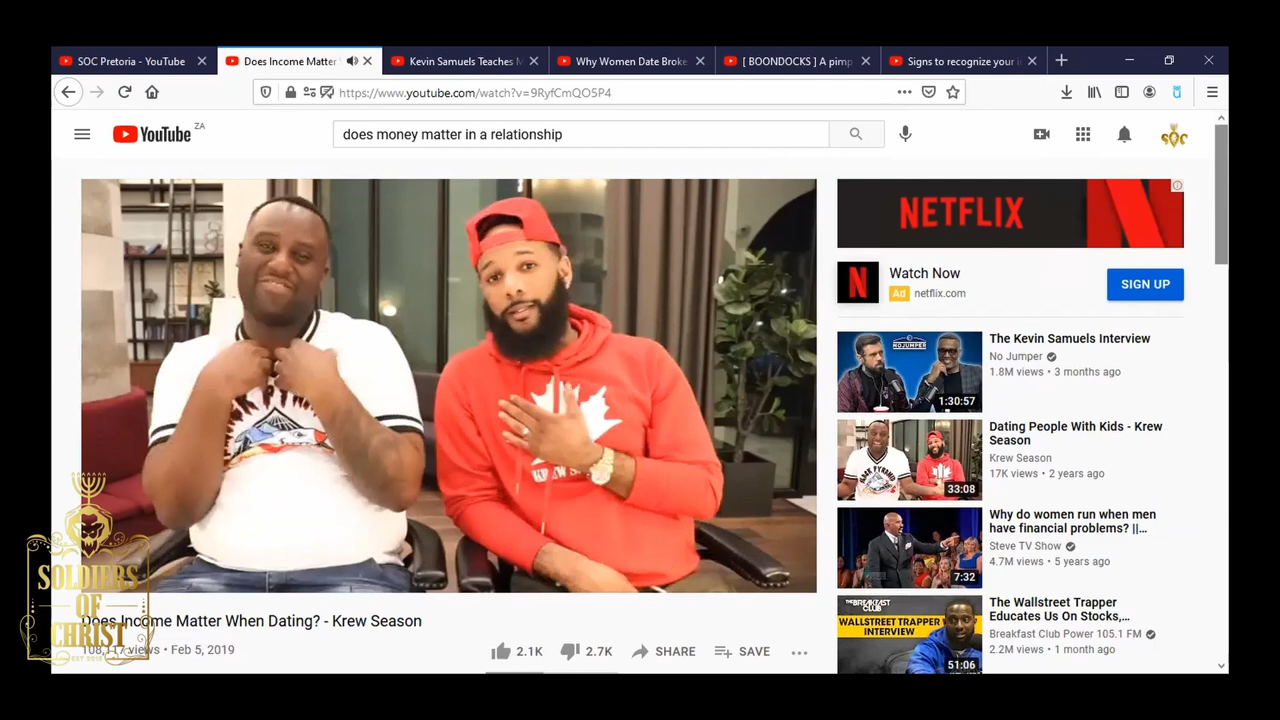 SOC Pretoria - YouTube
Does Income Matter
Kevin Samuels Teaches M
Why Women Date Broke
[ BOONDOCKS ] A pimp
Signs to recognize your i
https://www.youtube.com/watch?v=9RyfCmQO5P4
YouTube ZA
does money matter in a relationship
SOC
NETFLIX
Watch Now
Ad netflix.com
SIGN UP
The Kevin Samuels Interview
No Jumper
1.8M views • 3 months ago
NOJUMPER
1:30:57
Dating People With Kids - Krew
Season
Krew Season
17K views • 2 years ago
33:08
Why do women run when men
have financial problems? ||...
Steve TV Show
4.7M views • 5 years ago
7:32
The Wallstreet Trapper
Educates Us On Stocks,...
Breakfast Club Power 105.1 FM
2.2M views • 1 month ago
THE BREAKFAST
CLUB
WALLSTREET TRAPPER
INTERVIEW
51:06
SOLDIERS
OF
CHRIST
Does Income Matter When Dating? - Krew Season
108,117 views • Feb 5, 2019
2.1K
2.7K
SHARE
SAVE